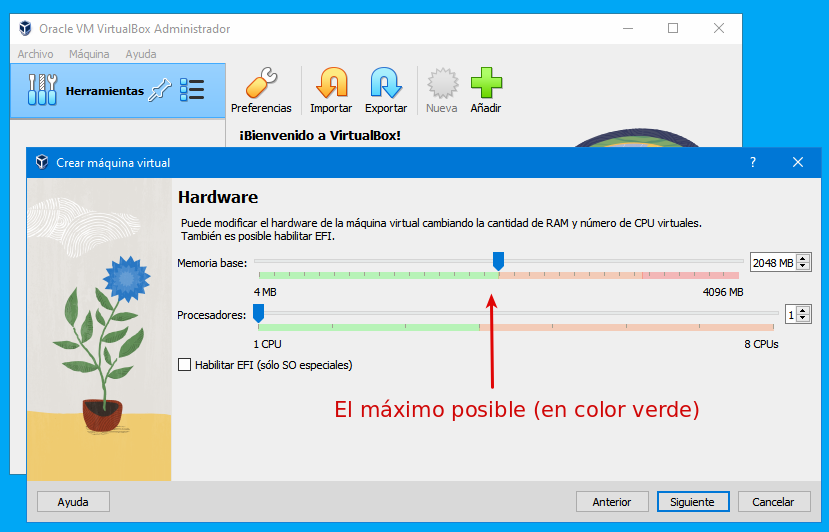 Oracle VM VirtualBox Administrador
Archivo Máquina Ayuda
Herramientas
Preferencias Importar Exportar Nueva Añadir
¡Bienvenido a VirtualBox!
Crear máquina virtual ?
Hardware
Puede modificar el hardware de la máquina virtual cambiando la cantidad de RAM y número de CPU virtuales.
También es posible habilitar EFI.
Memoria base: 2048 MB
4 MB 4096 MB
Procesadores: 1
1 CPU 8 CPUs
Habilitar EFI (sólo SO especiales)
El máximo posible (en color verde)
Ayuda Anterior Siguiente Cancelar